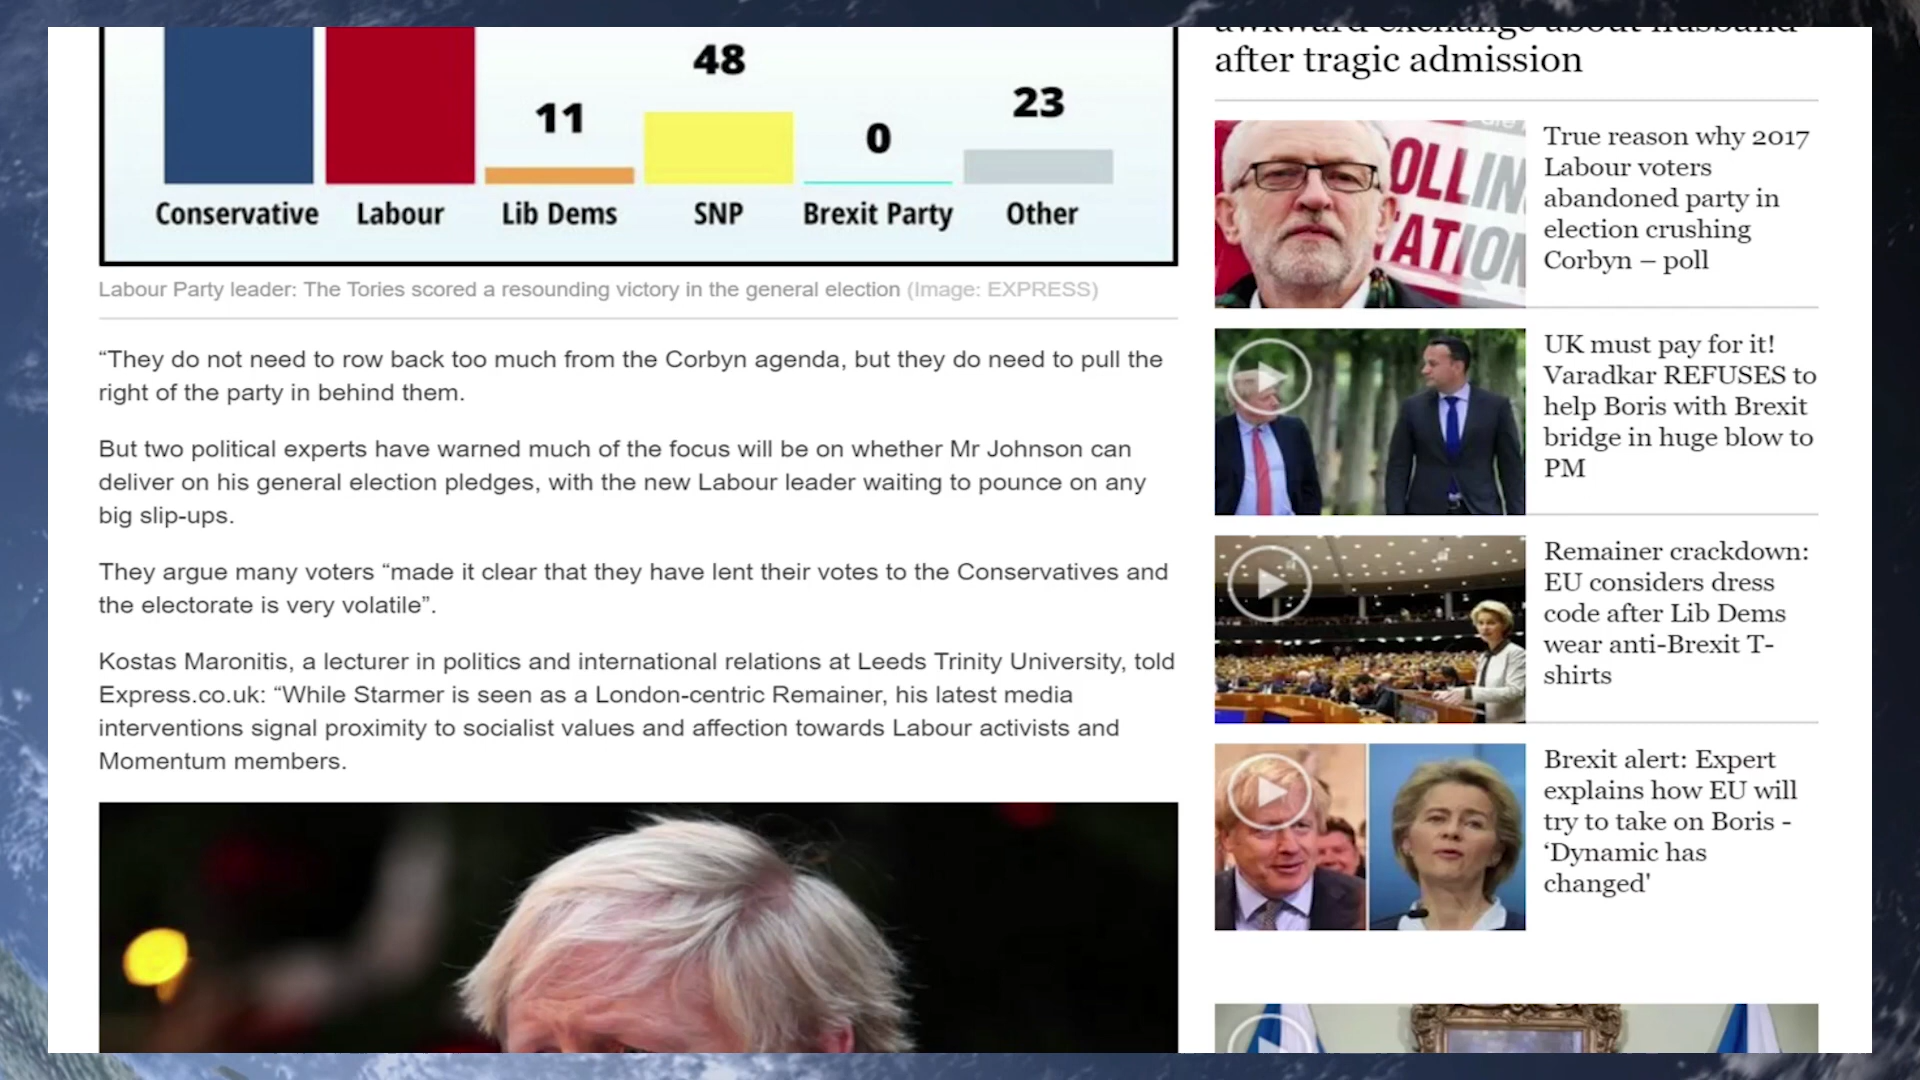 48
11
0
23
Conservative Labour Lib Dems SNP Brexit Party Other
Labour Party leader: The Tories scored a resounding victory in the general election (Image: EXPRESS)
“They do not need to row back too much from the Corbyn agenda, but they do need to pull the
right of the party in behind them.
But two political experts have warned much of the focus will be on whether Mr Johnson can
deliver on his general election pledges, with the new Labour leader waiting to pounce on any
big slip-ups.
They argue many voters “made it clear that they have lent their votes to the Conservatives and
the electorate is very volatile”.
Kostas Maronitis, a lecturer in politics and international relations at Leeds Trinity University, told
Express.co.uk: “While Starmer is seen as a London-centric Remainer, his latest media
interventions signal proximity to socialist values and affection towards Labour activists and
Momentum members.
awkward exchange about husband
after tragic admission
OLLIN
ATION
True reason why 2017
Labour voters
abandoned party in
election crushing
Corbyn – poll
UK must pay for it!
Varadkar REFUSES to
help Boris with Brexit
bridge in huge blow to
PM
Remainer crackdown:
EU considers dress
code after Lib Dems
wear anti-Brexit T-
shirts
Brexit alert: Expert
explains how EU will
try to take on Boris -
‘Dynamic has
changed'